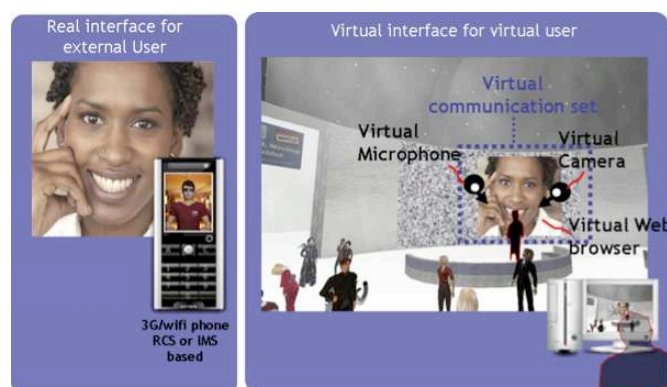 Real interface for
external User
3G/wifi phone
RCS or IMS
based
Virtual interface for virtual user
Virtual
communication set
Virtual
Microphone
Virtual
Camera
Virtual Web
browser